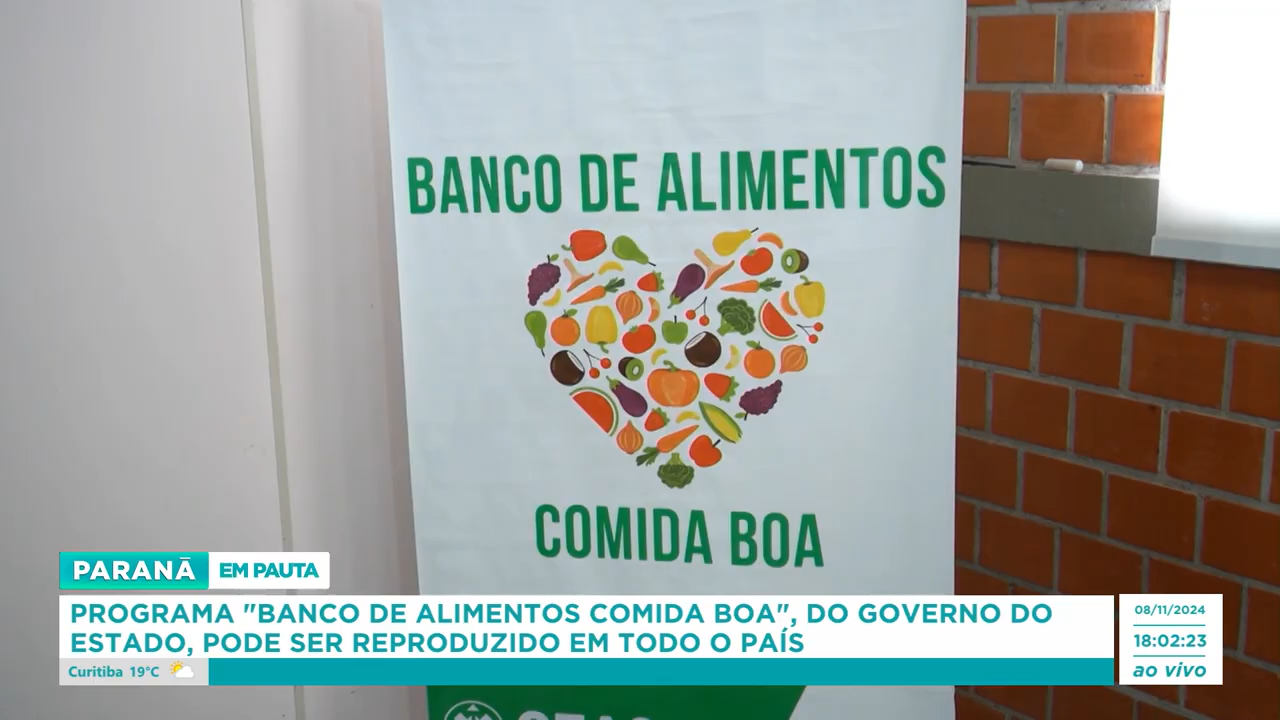 BANCO DE ALIMENTOS
COMIDA BOA
PARANÁ EM PAUTA
PROGRAMA "BANCO DE ALIMENTOS COMIDA BOA", DO GOVERNO DO
ESTADO, PODE SER REPRODUZIDO EM TODO O PAÍS
08/11/2024
18:02:23
ao vivo
Curitiba 19°C